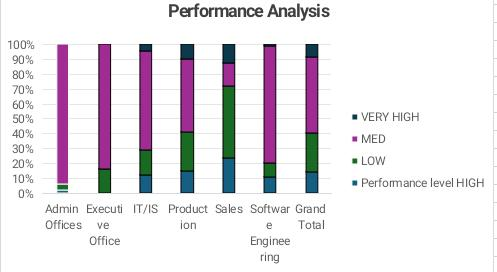 Performance Analysis
100%
90%
80%
70%
60%
50%
40%
30%
20%
10%
0%
Admin
Offices
Executi
ve
Office
IT/IS
Product
ion
Sales
Softwar
e
Enginee
ring
Grand
Total
VERY HIGH
MED
LOW
Performance level HIGH